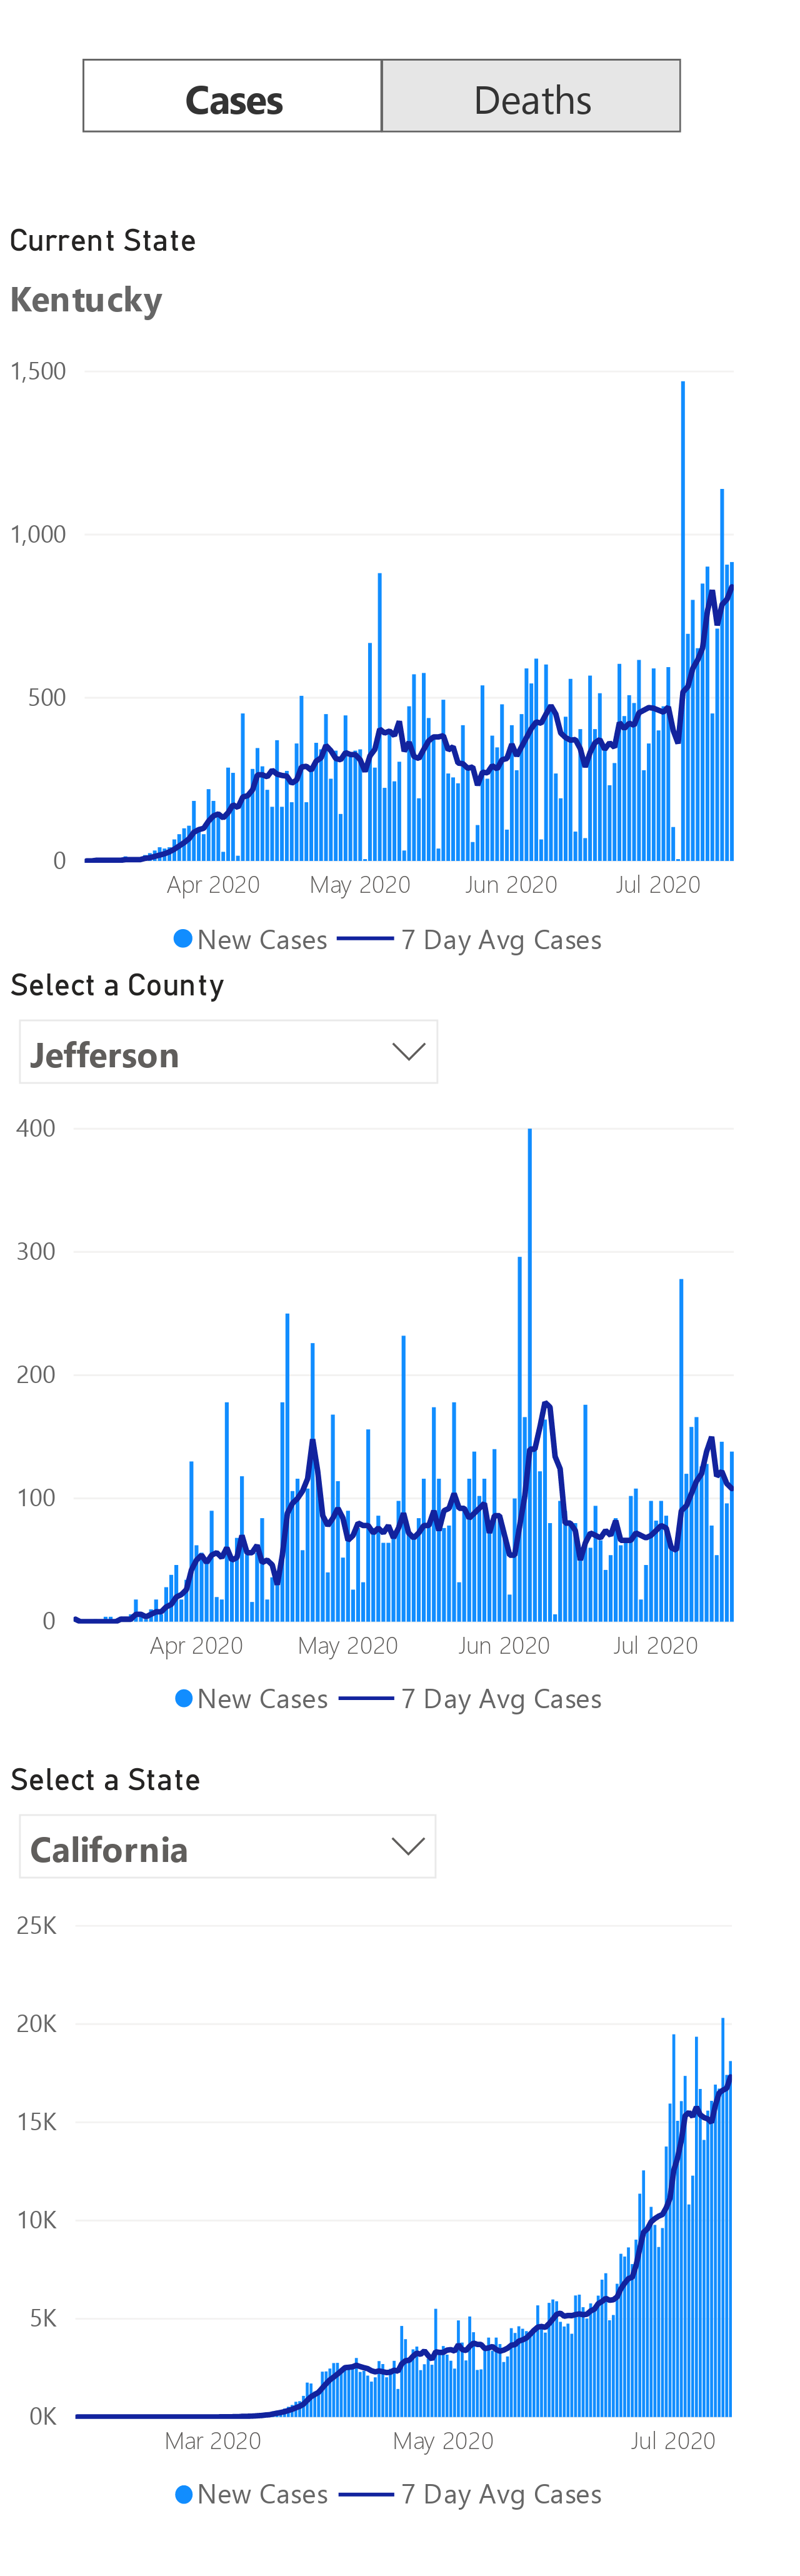 Cases Deaths
Current State
Kentucky
1,500
1,000
500
0
Apr 2020 May 2020 Jun 2020 Jul 2020
New Cases 7 Day Avg Cases
Select a County
Jefferson
400
300
200
100
0
Apr 2020 May 2020 Jun 2020 Jul 2020
New Cases 7 Day Avg Cases
Select a State
California
25K
20K
15K
10K
5K
0K
Mar 2020 May 2020 Jul 2020
New Cases 7 Day Avg Cases